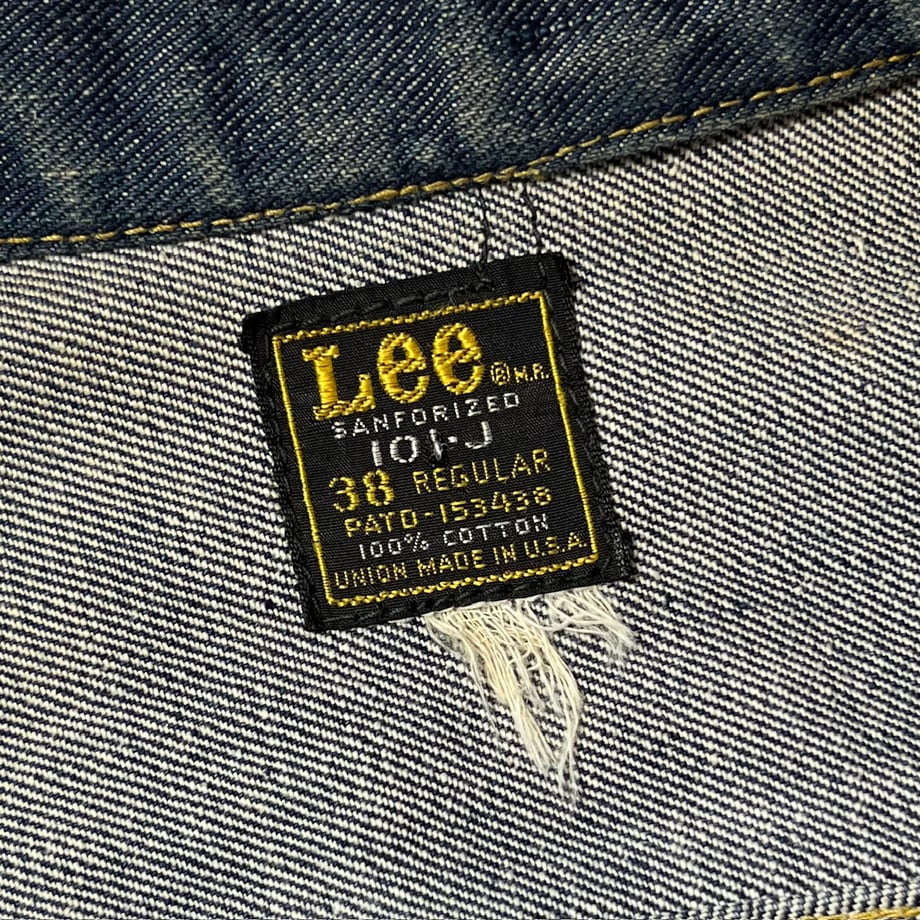 Lee ® M.R.
SANFORIZED
101-J
38 REGULAR
PATD-153438
100% COTTON
UNION MADE IN U.S.A.